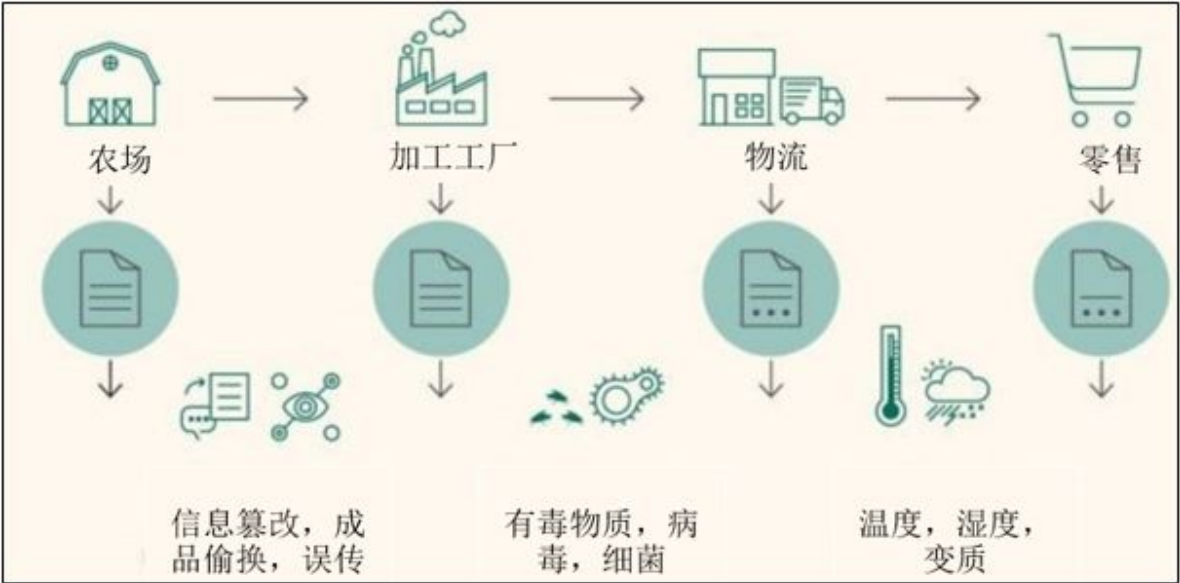 农场
加工工厂
物流
零售
信息篡改，成
品偷换，误传
有毒物质，病
毒，细菌
温度，湿度，
变质